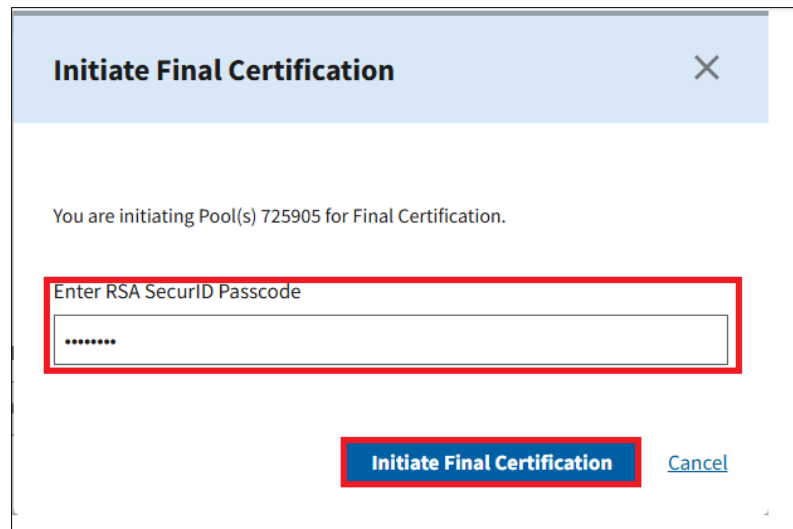 Initiate Final Certification
You are initiating Pool(s) 725905 for Final Certification.
Enter RSA SecurID Passcode
••••••••
Initiate Final Certification Cancel